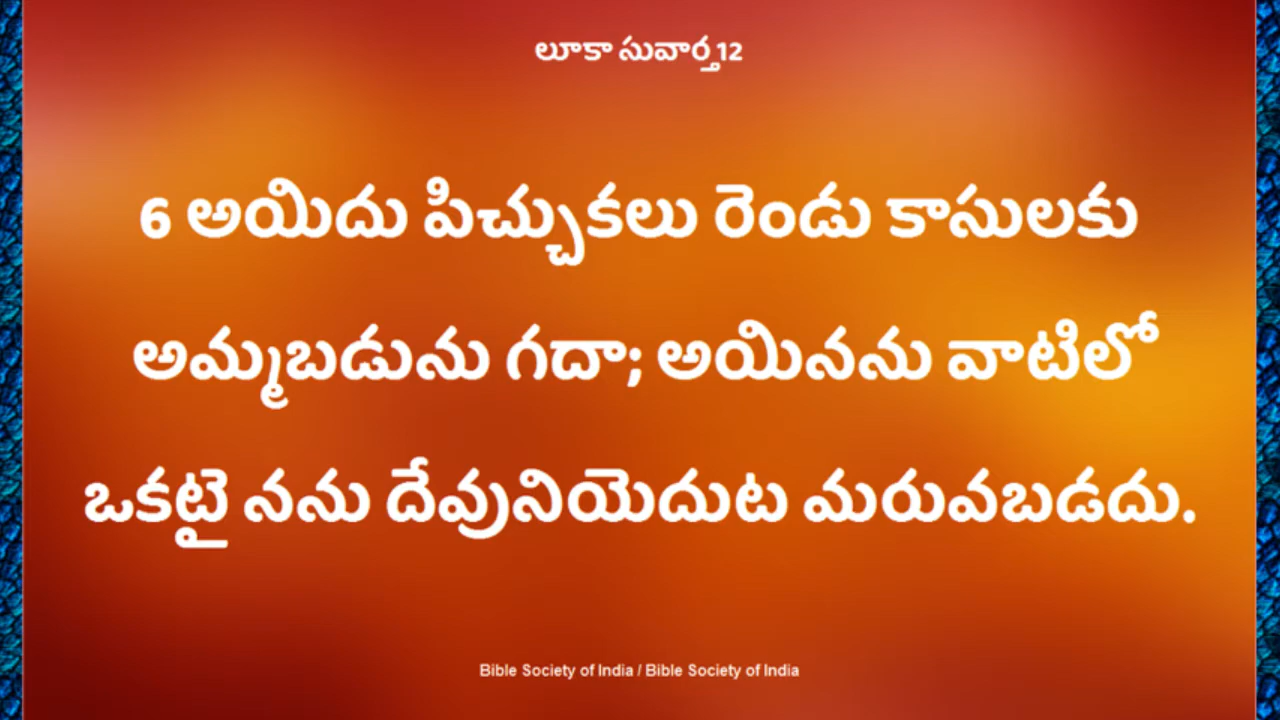 లూకా సువార్త 12
6 అయిదు పిచ్చుకలు రెండు కాసులకు
అమ్మబడును గదా; అయినను వాటిలో
ఒకటై నను దేవునియెదుట మరువబడదు.
Bible Society of India / Bible Society of India